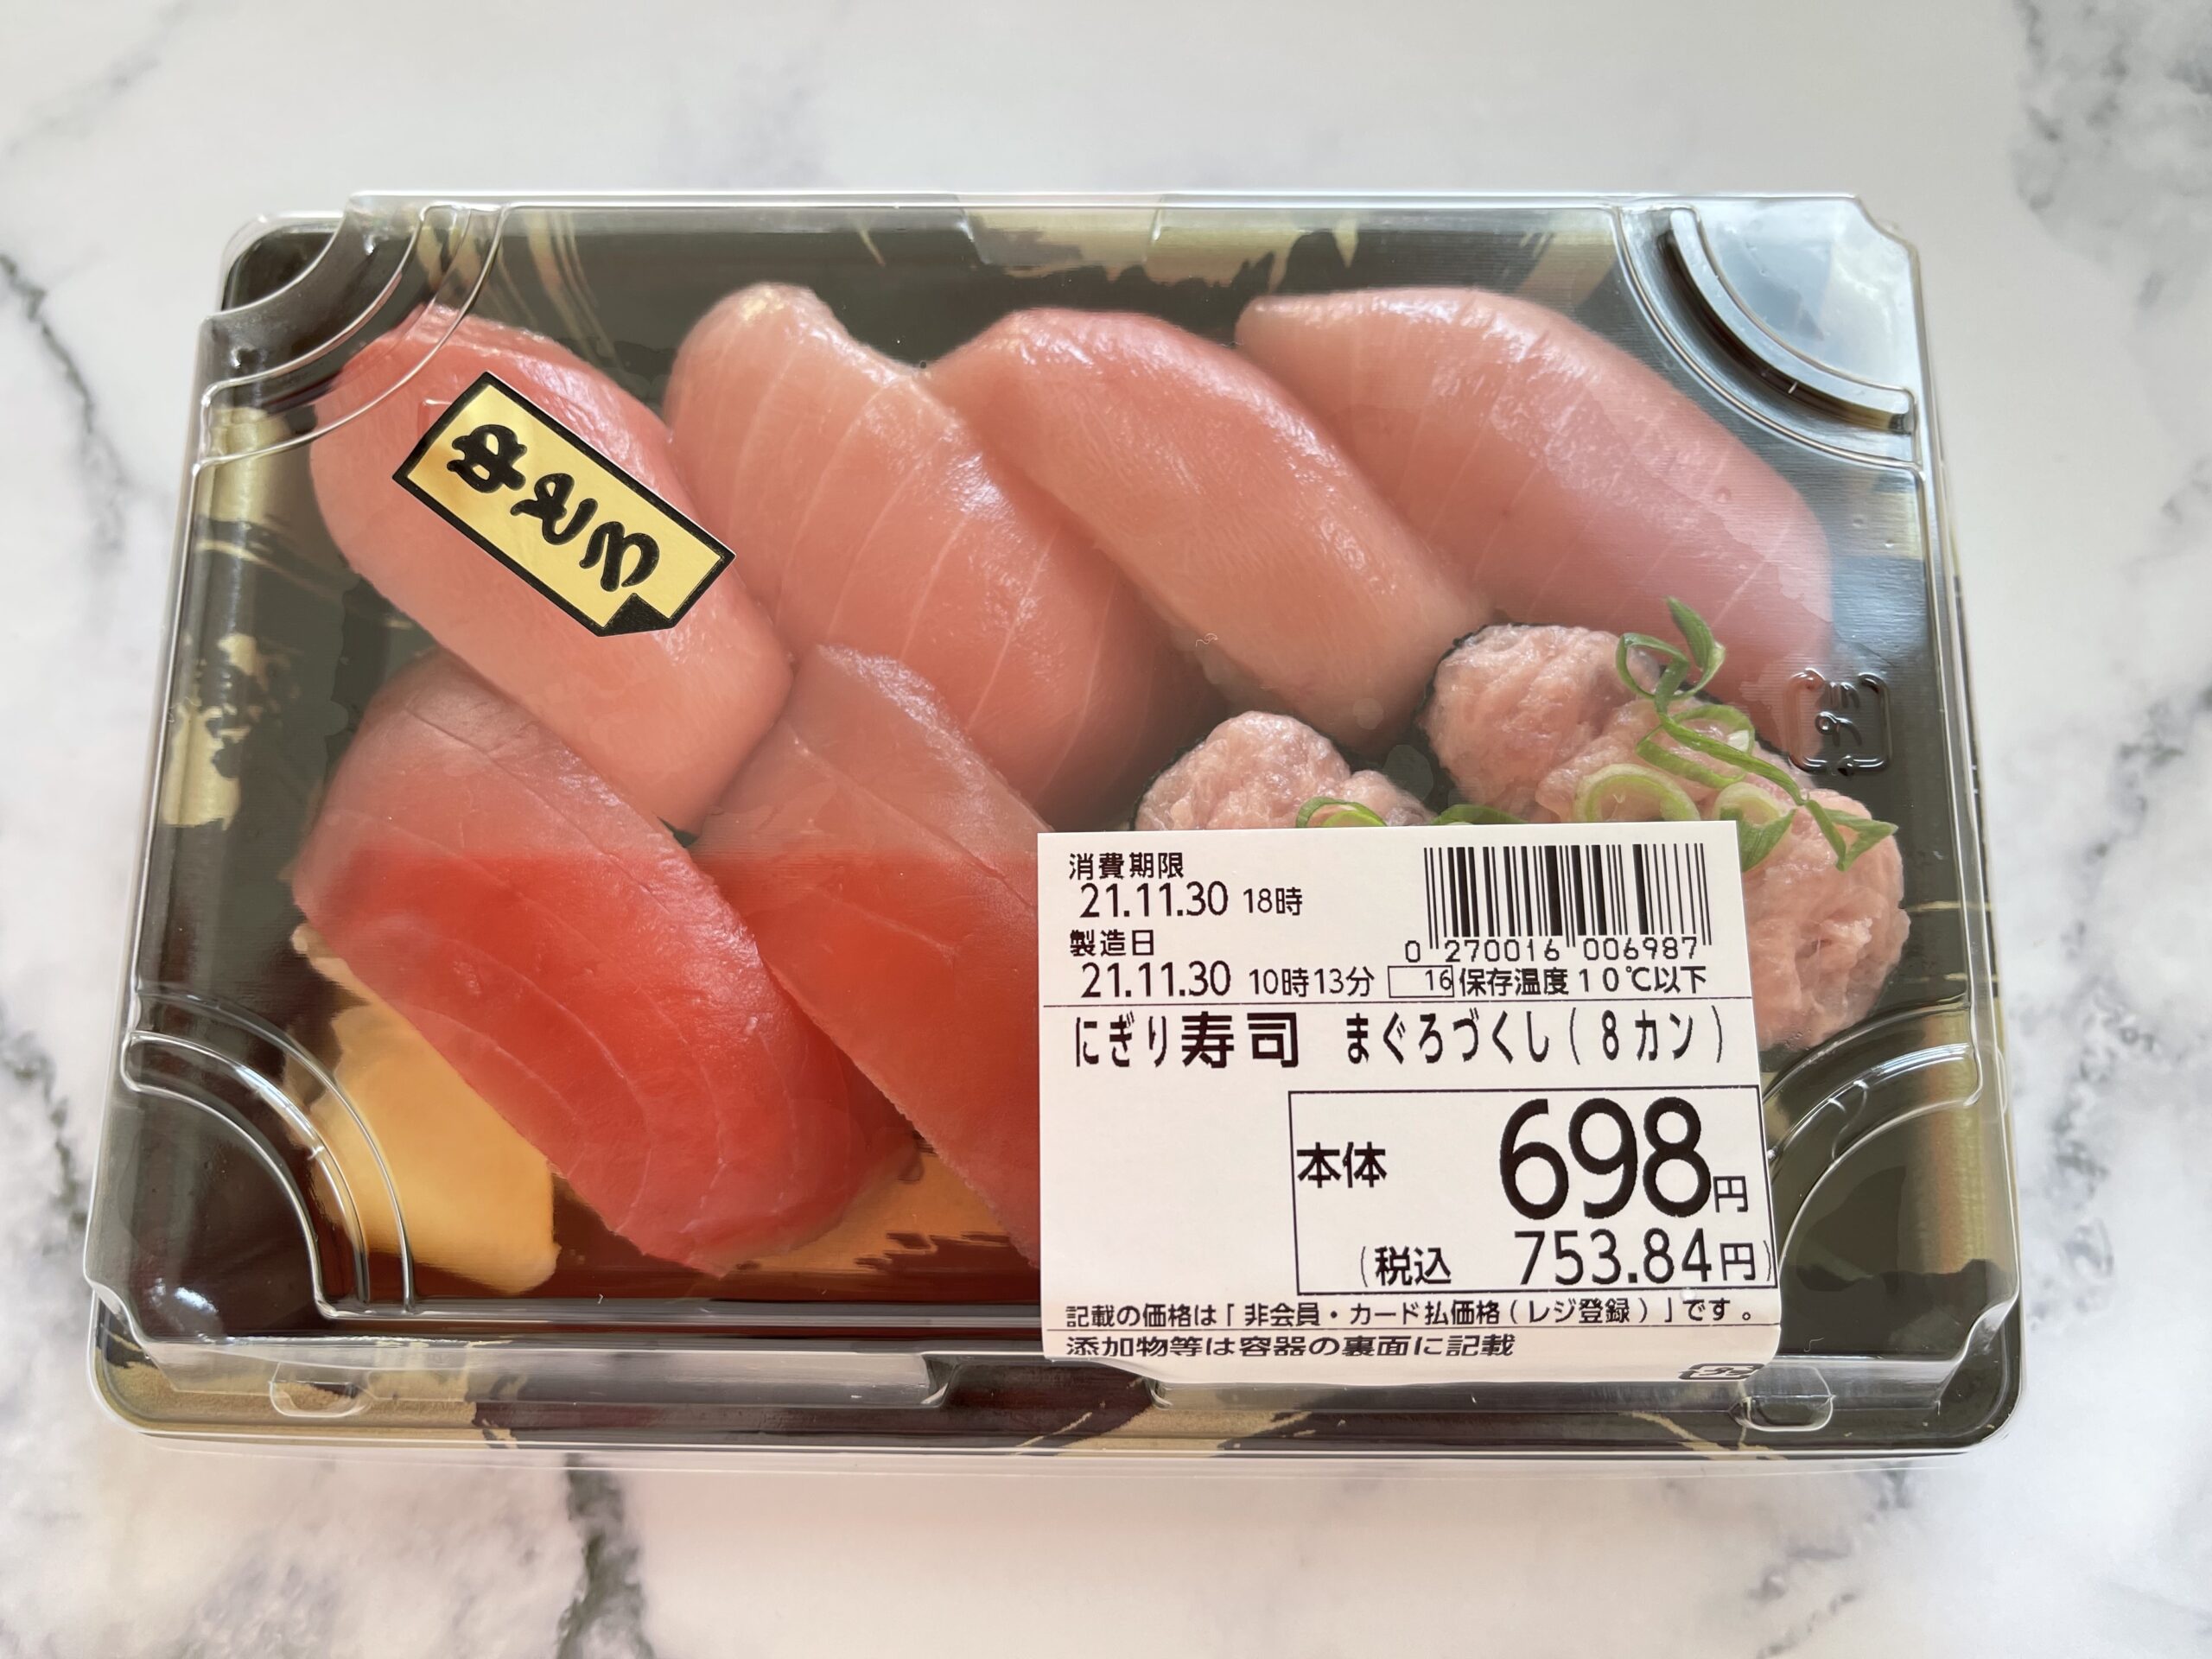 まぐろ
消費期限
21.11.30 18時
製造日
21.11.30 10時13分 16 保存温度10℃以下
0 270016 006987
にぎり寿司 まぐろづくし(8カン)
本体 698円
(税込 753.84円)
記載の価格は「非会員・カード払価格(レジ登録)」です。
添加物等は容器の裏面に記載